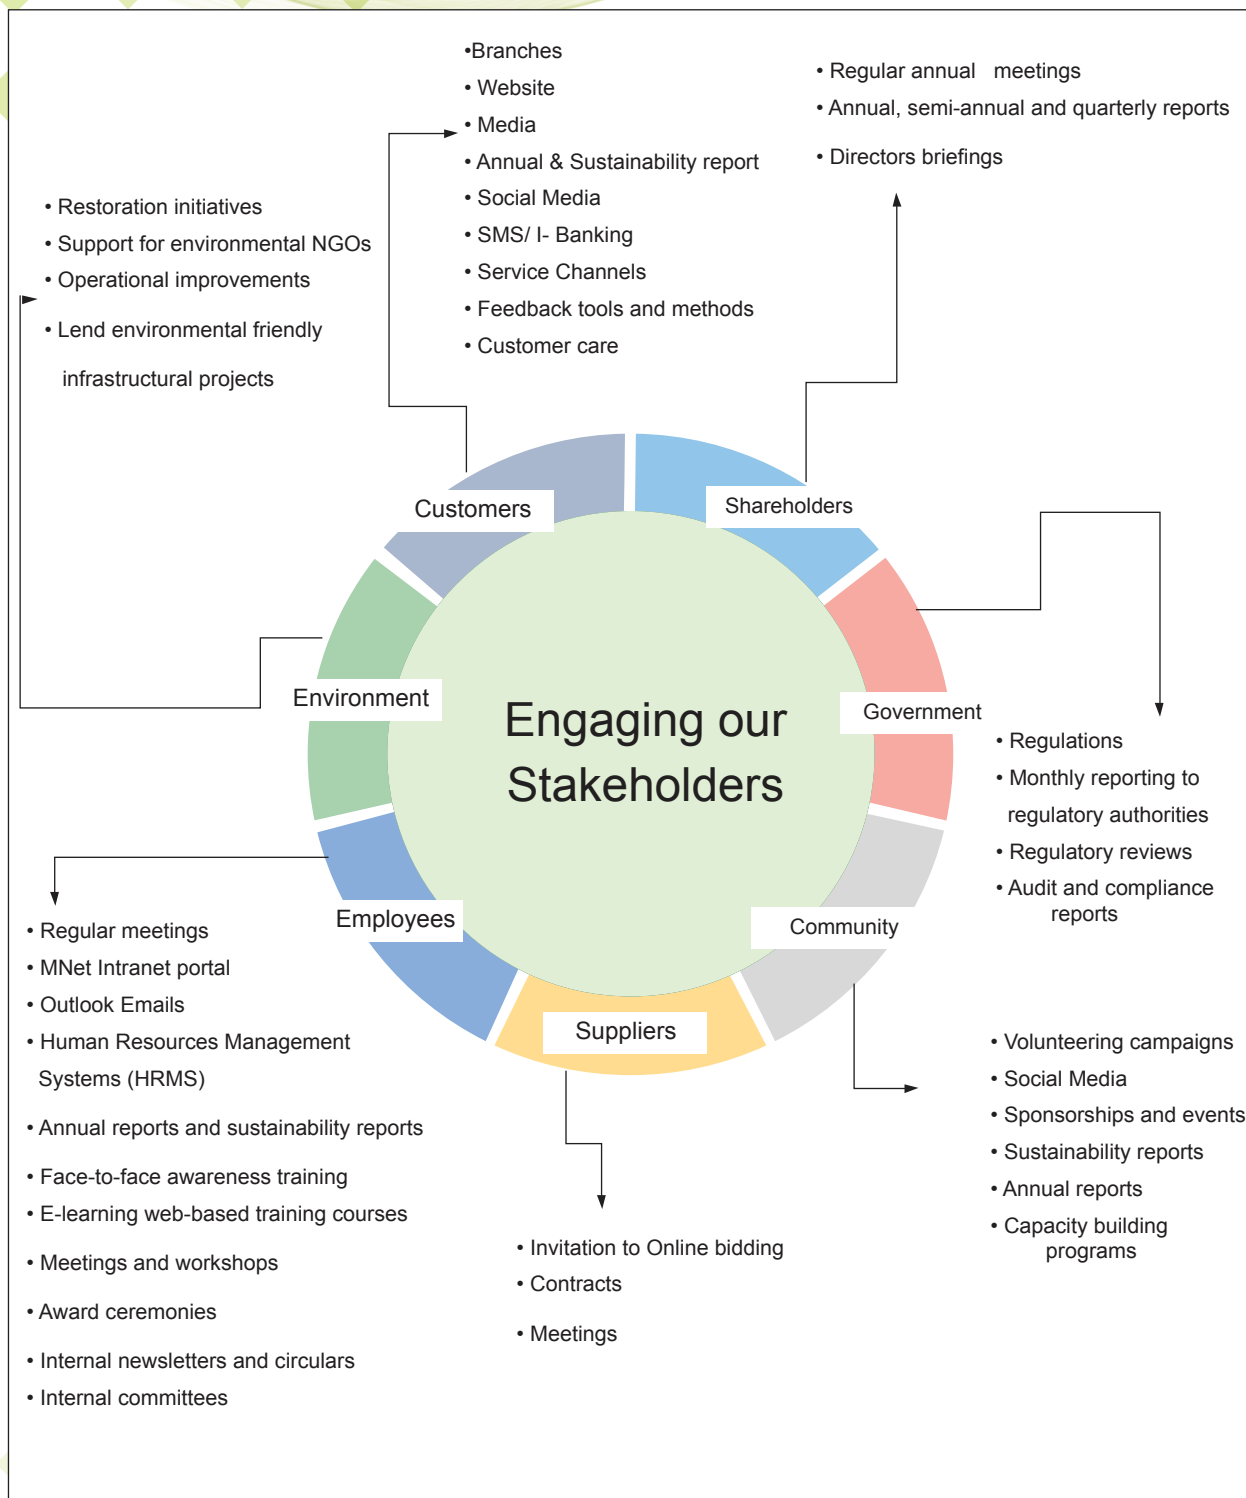 •Branches
• Website
• Media
• Annual & Sustainability report
• Social Media
• SMS/ I- Banking
• Service Channels
• Feedback tools and methods
• Customer care
• Regular annual meetings
• Annual, semi-annual and quarterly reports
• Directors briefings
• Restoration initiatives
• Support for environmental NGOs
• Operational improvements
• Lend environmental friendly
infrastructural projects
Customers
Shareholders
Environment
Government
Engaging our
Stakeholders
Employees
Community
Suppliers
• Regulations
• Monthly reporting to
regulatory authorities
• Regulatory reviews
• Audit and compliance
reports
• Regular meetings
• MNet Intranet portal
• Outlook Emails
• Human Resources Management
Systems (HRMS)
• Annual reports and sustainability reports
• Face-to-face awareness training
• E-learning web-based training courses
• Meetings and workshops
• Award ceremonies
• Internal newsletters and circulars
• Internal committees
• Invitation to Online bidding
• Contracts
• Meetings
• Volunteering campaigns
• Social Media
• Sponsorships and events
• Sustainability reports
• Annual reports
• Capacity building
programs